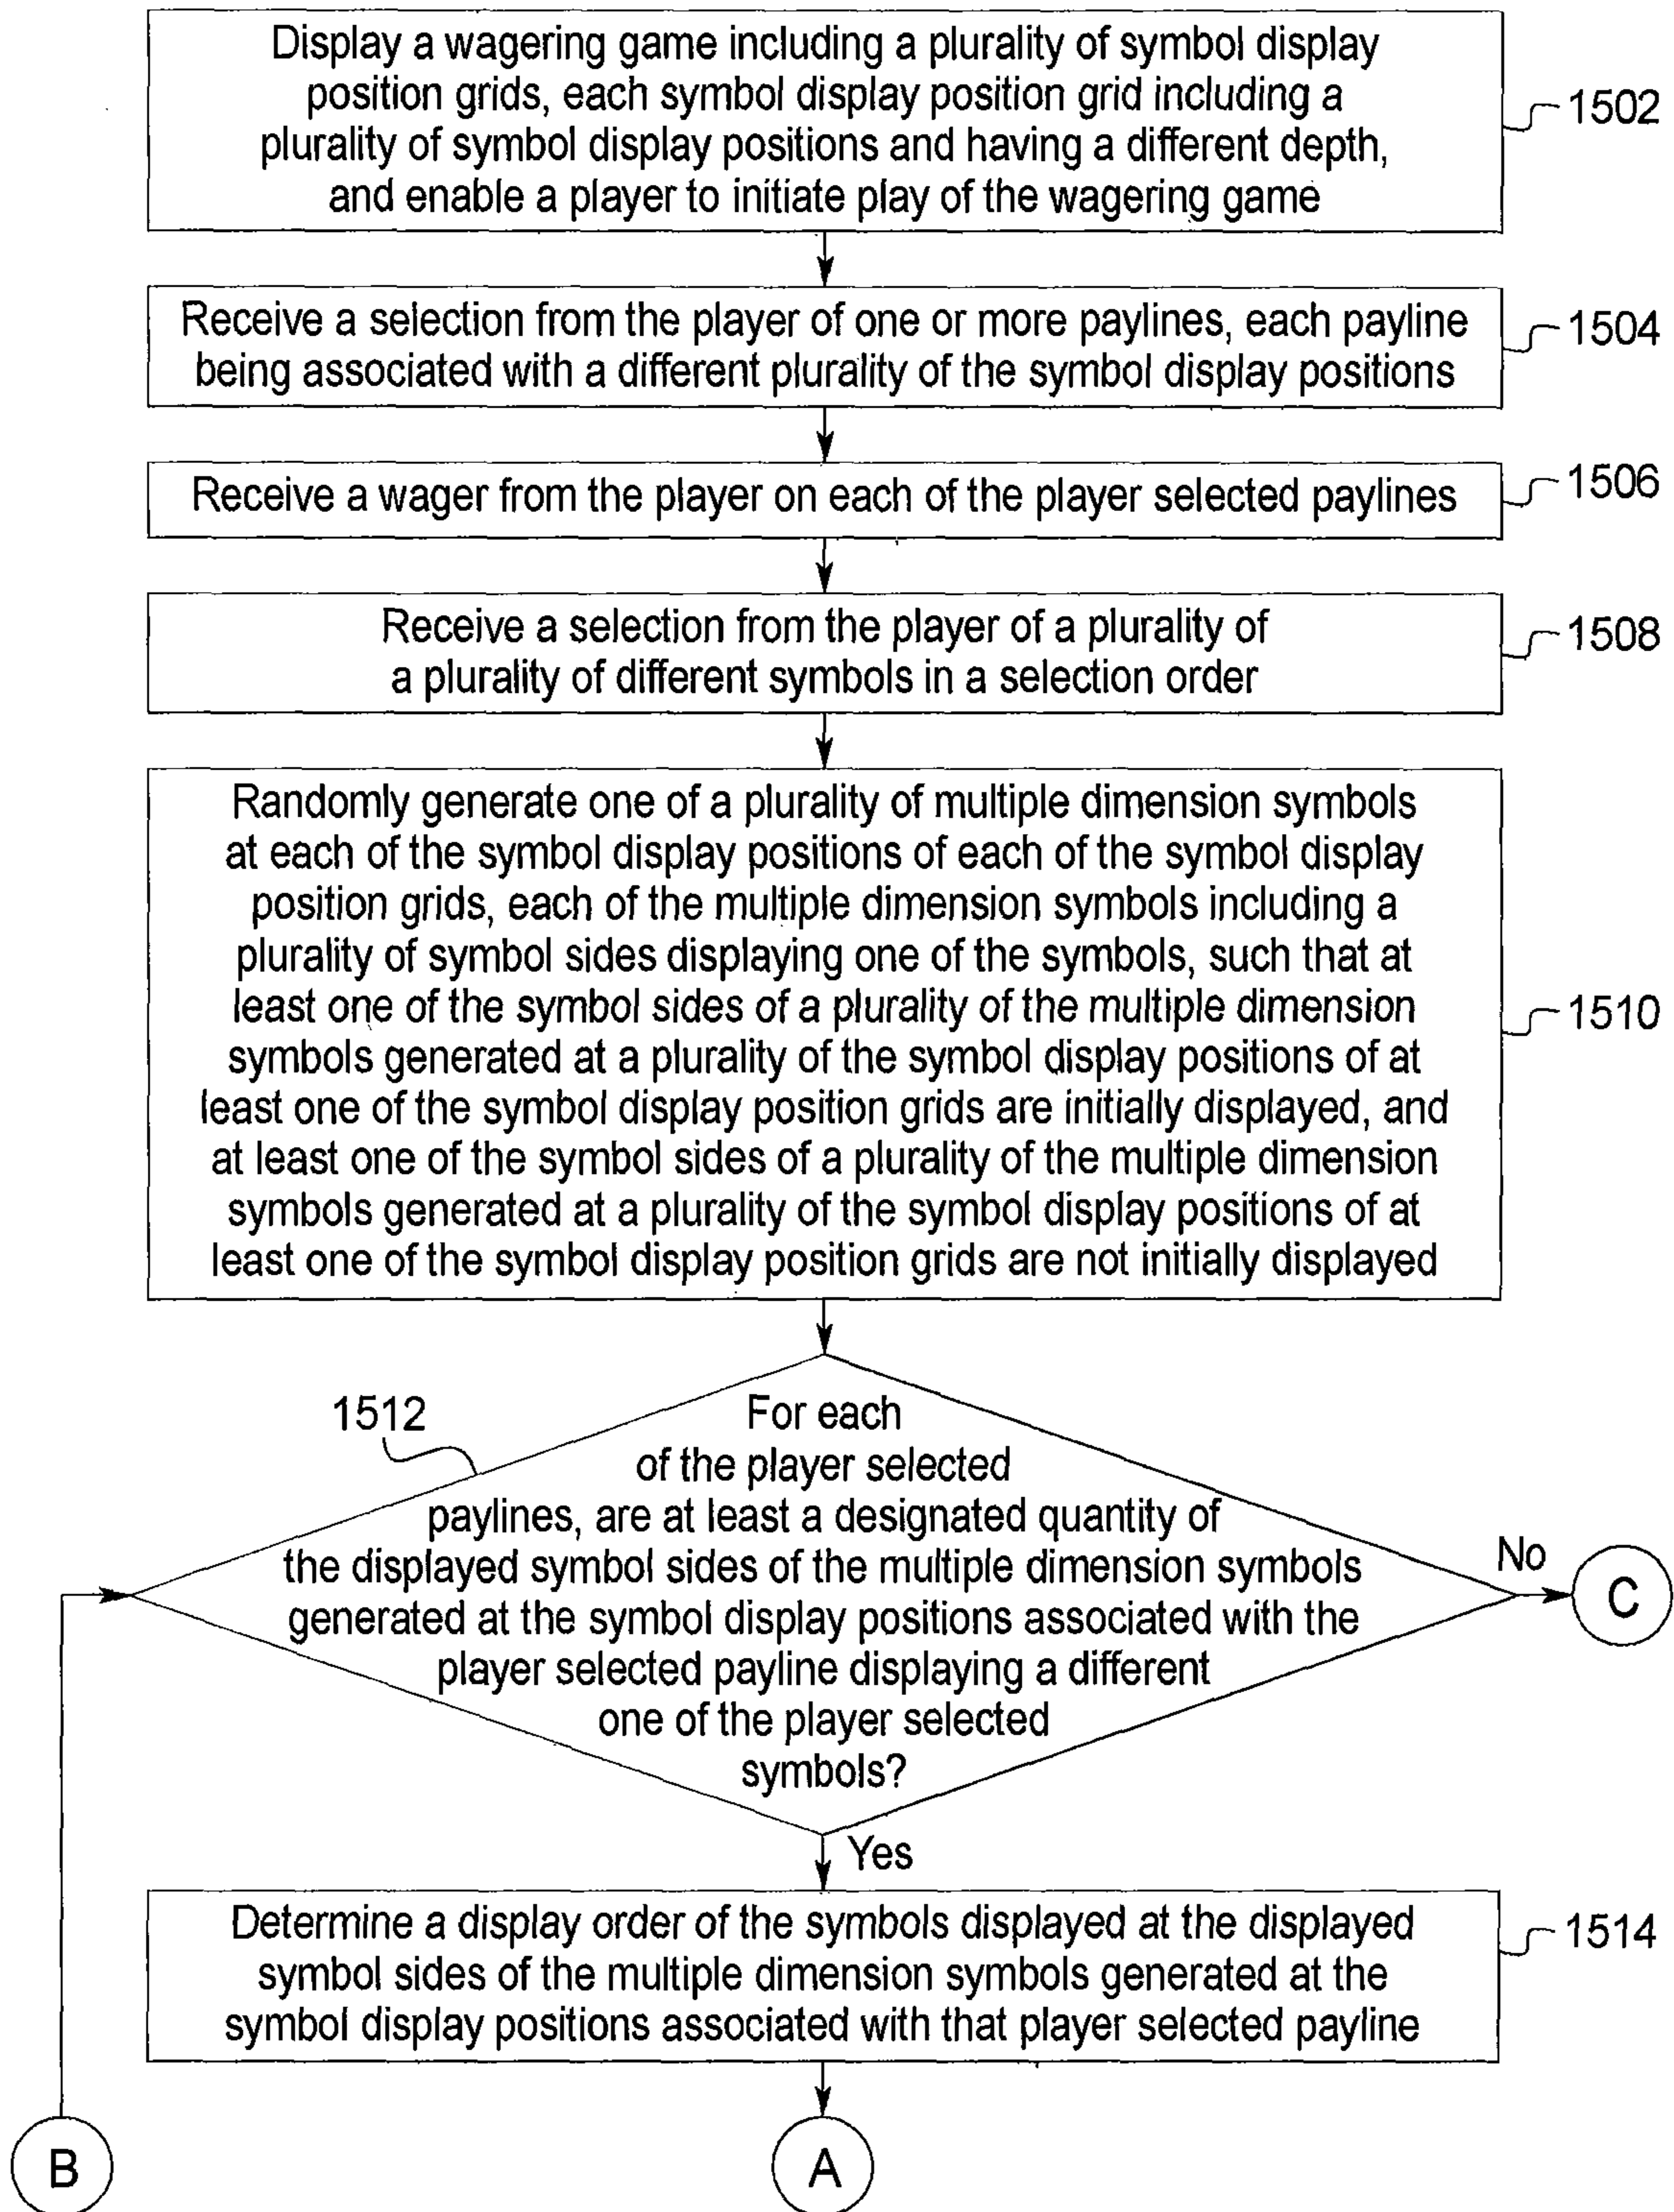 Display a wagering game including a plurality of symbol display
position grids, each symbol display position grid including a
plurality of symbol display positions and having a different depth,
and enable a player to initiate play of the wagering game
1502
Receive a selection from the player of one or more paylines, each payline
being associated with a different plurality of the symbol display positions
1504
Receive a wager from the player on each of the player selected paylines
1506
Receive a selection from the player of a plurality of
a plurality of different symbols in a selection order
1508
Randomly generate one of a plurality of multiple dimension symbols
at each of the symbol display positions of each of the symbol display
position grids, each of the multiple dimension symbols including a
plurality of symbol sides displaying one of the symbols, such that at
least one of the symbol sides of a plurality of the multiple dimension
symbols generated at a plurality of the symbol display positions of at
least one of the symbol display position grids are initially displayed, and
at least one of the symbol sides of a plurality of the multiple dimension
symbols generated at a plurality of the symbol display positions of at
least one of the symbol display position grids are not initially displayed
1510
1512
For each
of the player selected
paylines, are at least a designated quantity of
the displayed symbol sides of the multiple dimension symbols
generated at the symbol display positions associated with the
player selected payline displaying a different
one of the player selected
symbols?
No
C
Yes
Determine a display order of the symbols displayed at the displayed
symbol sides of the multiple dimension symbols generated at the
symbol display positions associated with that player selected payline
1514
B
A